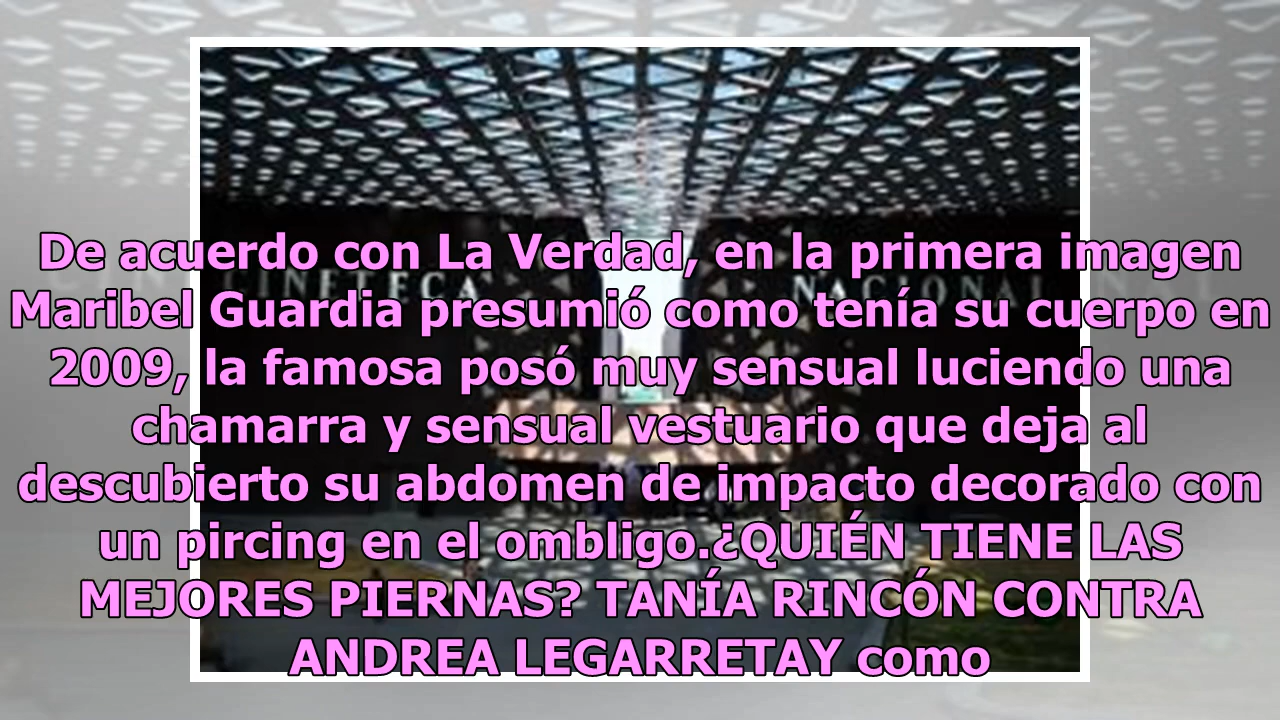 De acuerdo con La Verdad, en la primera imagen
Maribel Guardia presumió como tenía su cuerpo en
2009, la famosa posó muy sensual luciendo una
chamarra y sensual vestuario que deja al
descubierto su abdomen de impacto decorado con
un pircing en el ombligo.¿QUIÉN TIENE LAS
MEJORES PIERNAS? TANÍA RINCÓN CONTRA
ANDREA LEGARRETAY como
CINETECA NACIONAL